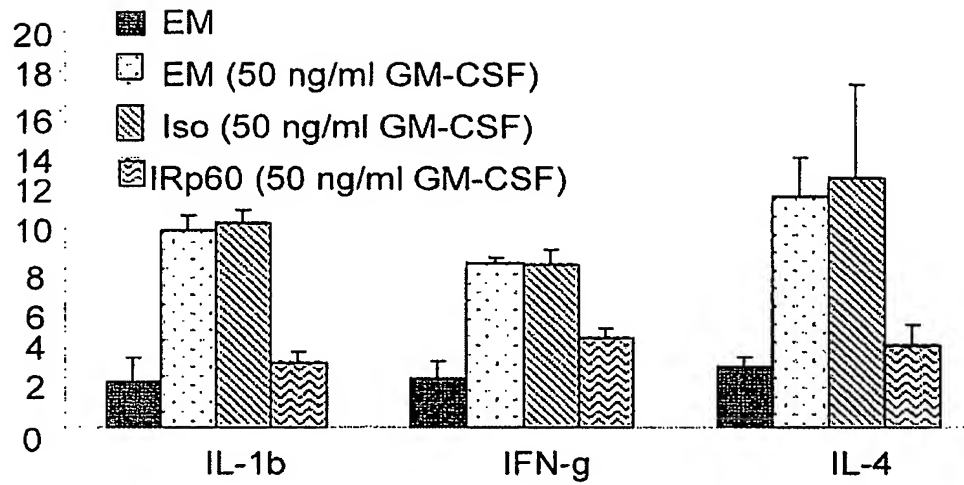 20
18
16
14
12
10
8
6
4
2
0
EM
EM (50 ng/ml GM-CSF)
Iso (50 ng/ml GM-CSF)
IRp60 (50 ng/ml GM-CSF)
IL-1b IFN-g IL-4